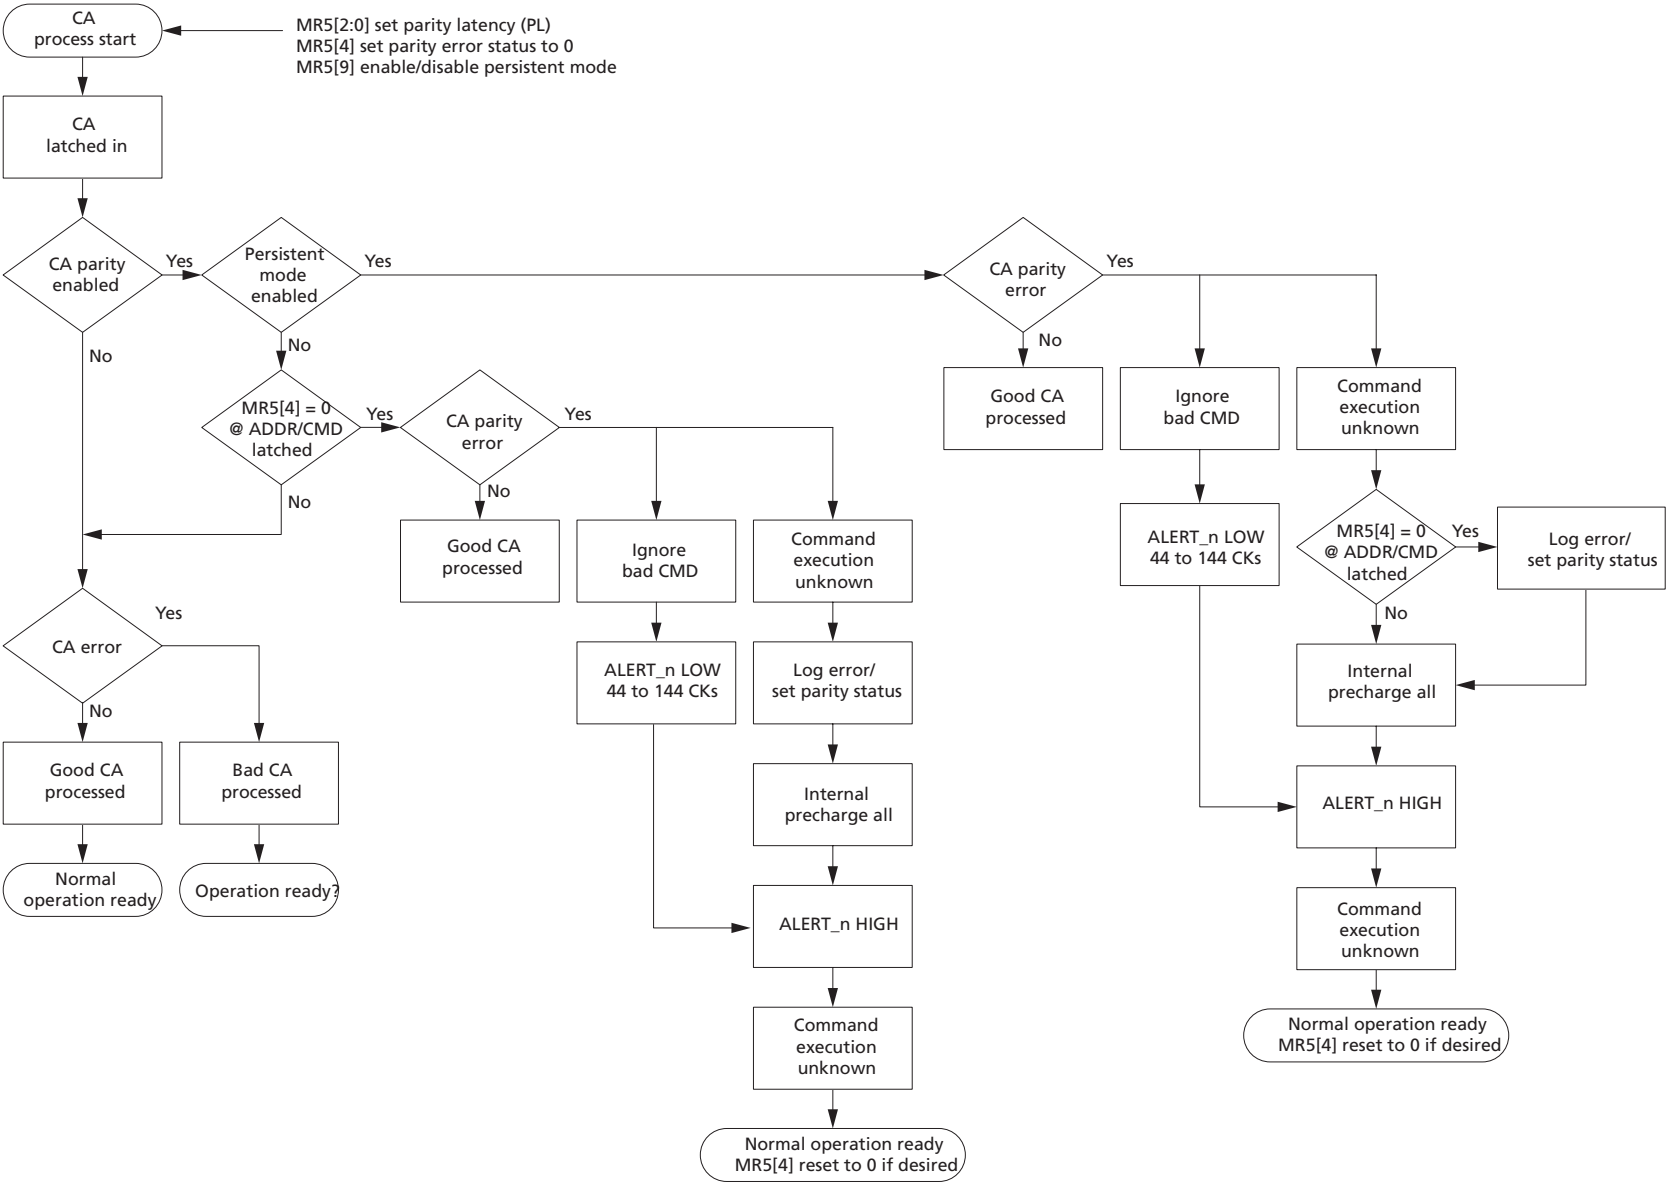 CA
process start
MR5[2:0] set parity latency (PL)
MR5[4] set parity error status to 0
MR5[9] enable/disable persistent mode
CA
latched in
CA parity
enabled
Yes
No
Persistent
mode
enabled
Yes
No
CA parity
error
Yes
No
Good CA
processed
Ignore
bad CMD
Command
execution
unknown
MR5[4] = 0
@ ADDR/CMD
latched
Yes
No
CA parity
error
Yes
No
Good CA
processed
Ignore
bad CMD
Command
execution
unknown
ALERT_n LOW
44 to 144 CKs
MR5[4] = 0
@ ADDR/CMD
latched
Yes
No
Log error/
set parity status
CA error
Yes
No
ALERT_n LOW
44 to 144 CKs
Log error/
set parity status
Internal
precharge all
Good CA
processed
Bad CA
processed
Internal
precharge all
ALERT_n HIGH
Normal
operation ready
Operation ready?
ALERT_n HIGH
Command
execution
unknown
Command
execution
unknown
Normal operation ready
MR5[4] reset to 0 if desired
Normal operation ready
MR5[4] reset to 0 if desired